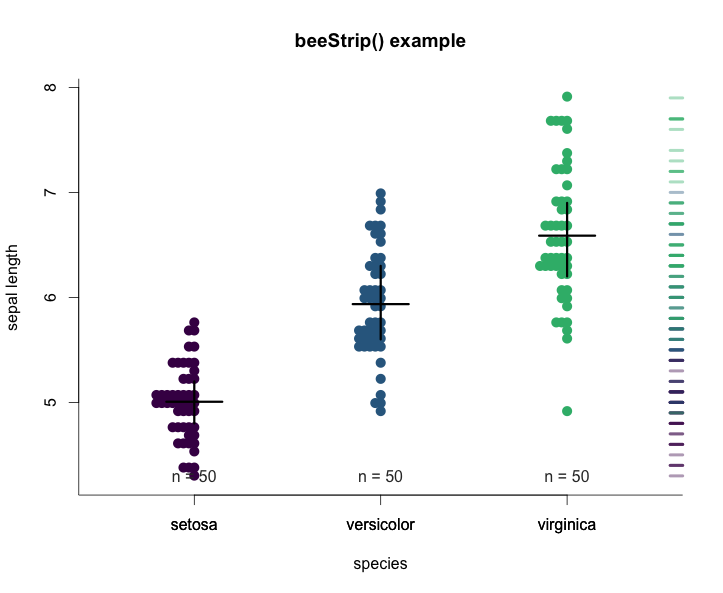 beeStrip() example
8
7
6
5
sepal length
n = 50
n = 50
n = 50
setosa
versicolor
virginica
species